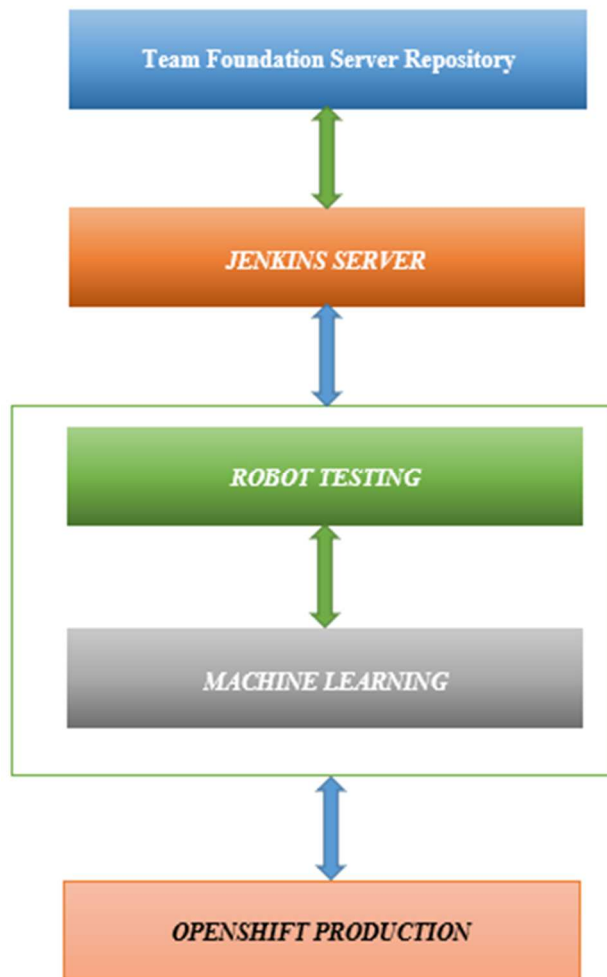 Team Foundation Server Repository
JENKINS SERVER
ROBOT TESTING
MACHINE LEARNING
OPENSHIFT PRODUCTION